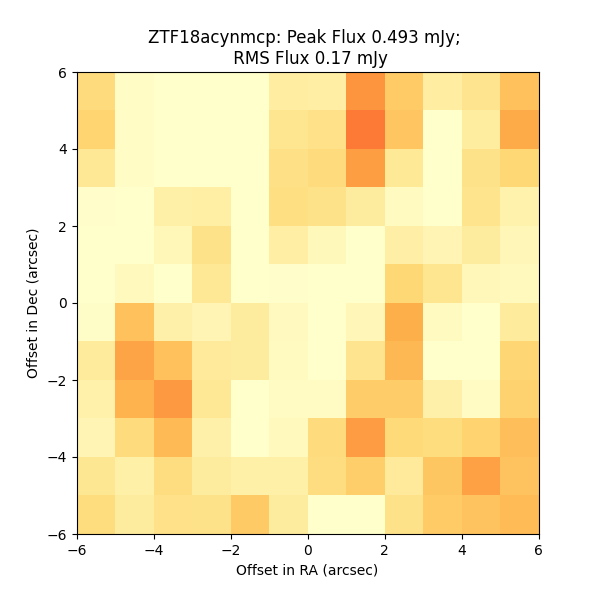 ZTF18acynmcp: Peak Flux 0.493 mJy;
RMS Flux 0.17 mJy
6
4
2
0
−2
−4
−6
Offset in Dec (arcsec)
−6 −4 −2 0 2 4 6
Offset in RA (arcsec)